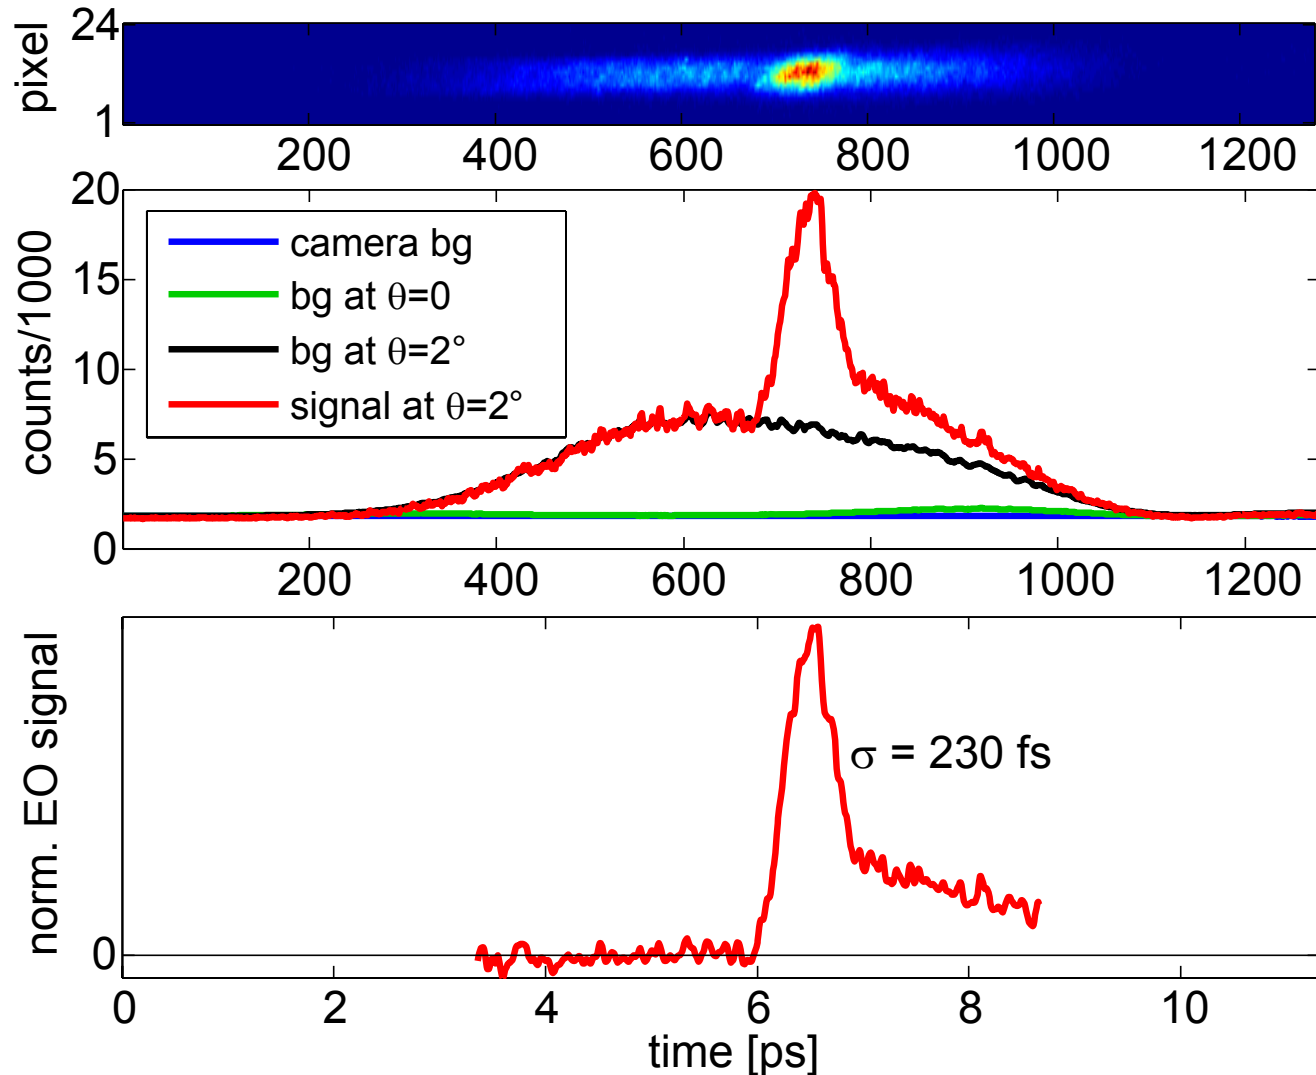 24
pixel
1
200 400 600 800 1000 1200
20
15
10
5
0
counts/1000
camera bg
bg at θ=0
bg at θ=2°
signal at θ=2°
200 400 600 800 1000 1200
norm. EO signal
σ = 230 fs
0
0 2 4 6 8 10
time [ps]